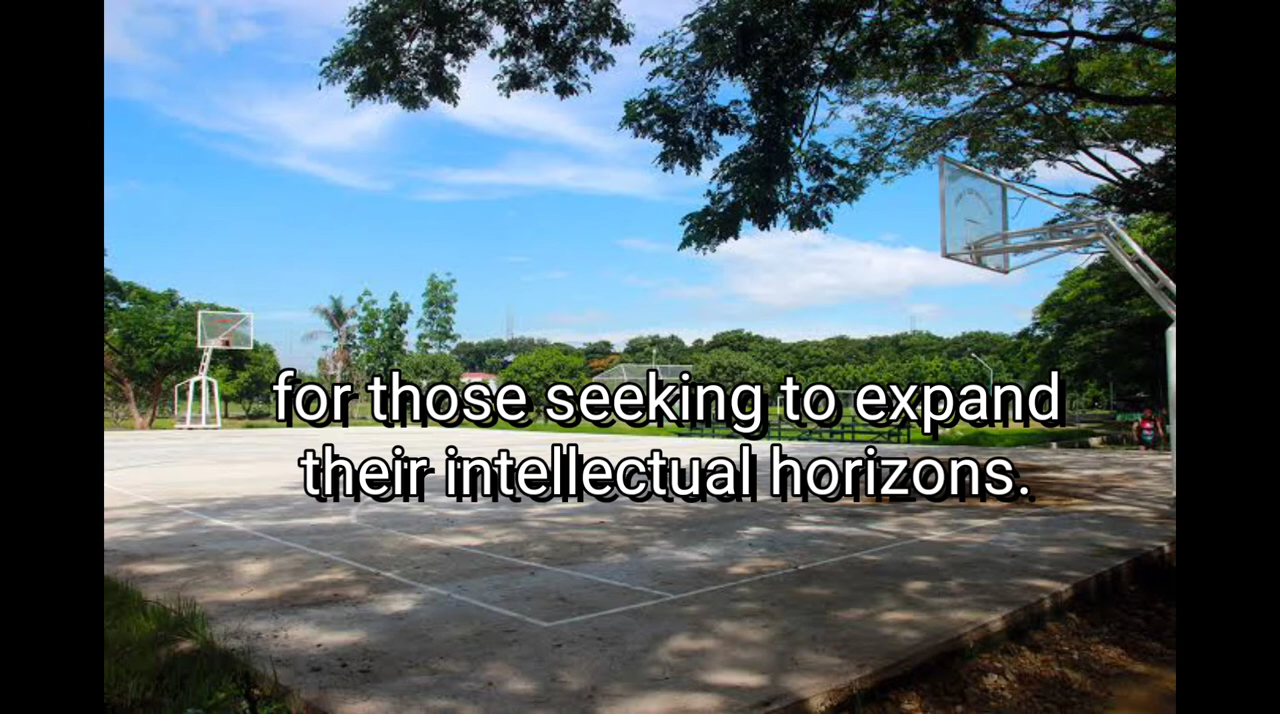 for those seeking to expand
their intellectual horizons.